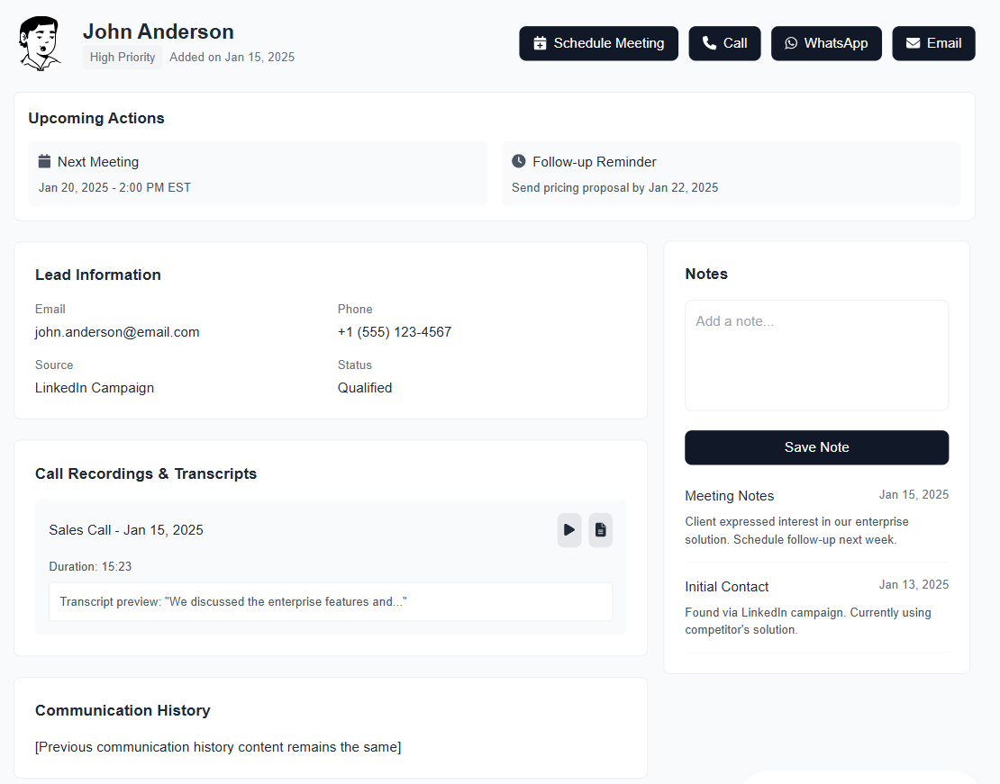 John Anderson
High Priority Added on Jan 15, 2025
Schedule Meeting
Call
WhatsApp
Email
Upcoming Actions
Next Meeting
Jan 20, 2025 - 2:00 PM EST
Follow-up Reminder
Send pricing proposal by Jan 22, 2025
Lead Information
Email
john.anderson@email.com
Phone
+1 (555) 123-4567
Source
LinkedIn Campaign
Status
Qualified
Call Recordings & Transcripts
Sales Call - Jan 15, 2025
Duration: 15:23
Transcript preview: "We discussed the enterprise features and..."
Communication History
[Previous communication history content remains the same]
Notes
Add a note...
Save Note
Meeting Notes
Jan 15, 2025
Client expressed interest in our enterprise
solution. Schedule follow-up next week.
Initial Contact
Jan 13, 2025
Found via LinkedIn campaign. Currently using
competitor's solution.